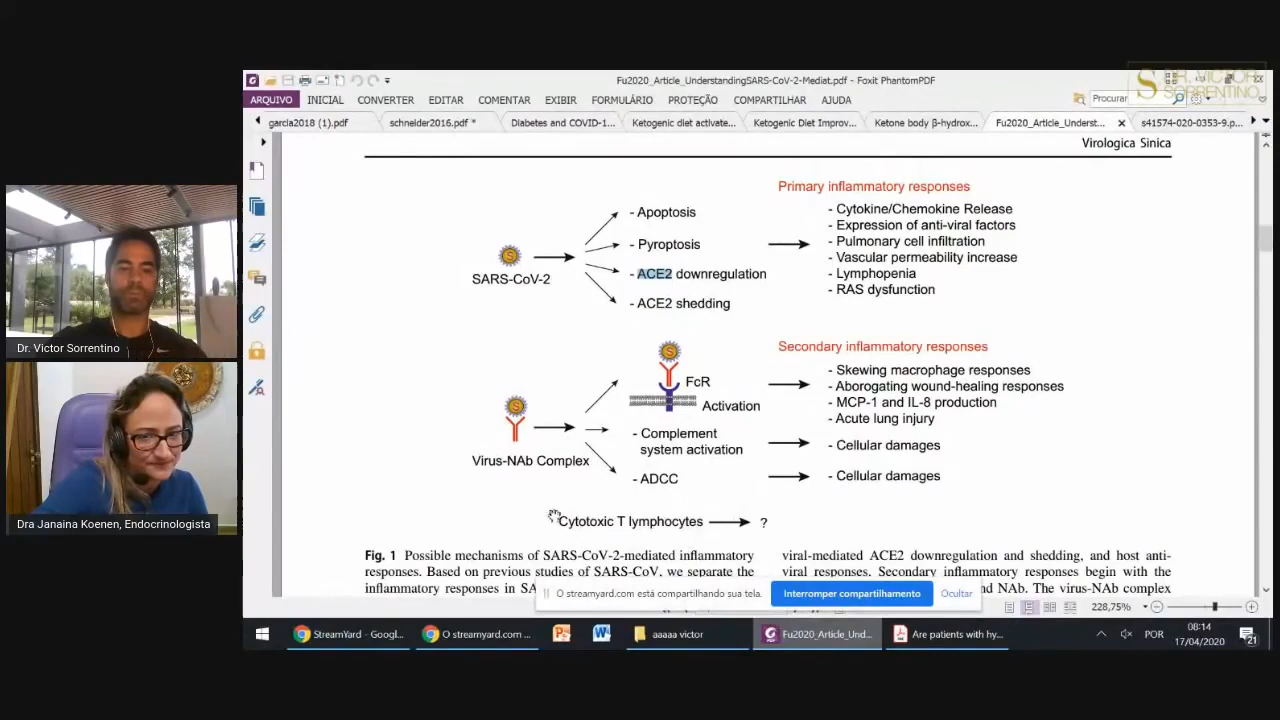 Fu2020_Article_UnderstandingSARS-CoV-2-Mediat.pdf - Foxit PhantomPDF
DR. VICTOR
SORRENTINO
ARQUIVO INICIAL CONVERTER EDITAR COMENTAR EXIBIR FORMULÁRIO PROTEÇÃO COMPARTILHAR AJUDA
Procurar
garcia2018 (1).pdf schneider2016.pdf * Diabetes and COVID-1... Ketogenic diet activate... Ketogenic Diet Improv... Ketone body β-hydrox... Fu2020_Article_Underst... s41574-020-0353-9.p...
Virologica Sinica
Primary inflammatory responses
SARS-CoV-2
- Apoptosis
- Pyroptosis
- ACE2 downregulation
- ACE2 shedding
- Cytokine/Chemokine Release
- Expression of anti-viral factors
- Pulmonary cell infiltration
- Vascular permeability increase
- Lymphopenia
- RAS dysfunction
Secondary inflammatory responses
S
FcR
Activation
- Skewing macrophage responses
- Aborogating wound-healing responses
- MCP-1 and IL-8 production
- Acute lung injury
Virus-NAb Complex
- Complement
system activation
- Cellular damages
- ADCC
- Cellular damages
Cytotoxic T lymphocytes ?
Fig. 1 Possible mechanisms of SARS-CoV-2-mediated inflammatory
responses. Based on previous studies of SARS-CoV, we separate the
inflammatory responses in
viral-mediated ACE2 downregulation and shedding, and host anti-
viral responses. Secondary inflammatory responses begin with the
NAb. The virus-NAb complex
O streamyard.com está compartilhando sua tela. Interromper compartilhamento Ocultar
228,75%
Dr. Victor Sorrentino
Dra Janaina Koenen, Endocrinologista
StreamYard - Googl... O streamyard.com ... aaaaa victor Fu2020_Article_Und... Are patients with hy...
POR
08:14
17/04/2020
21